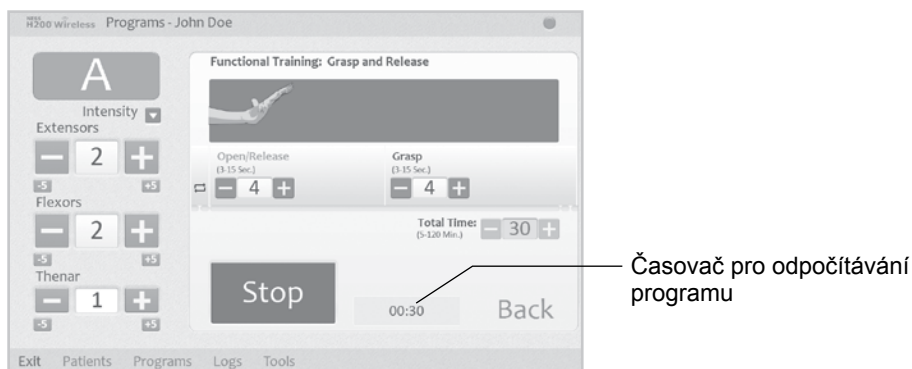 NESS
H200 Wireless Programs - John Doe
A
Intensity
Extensors
2
-5 +5
Flexors
2
-5 +5
Thenar
1
-5 +5
Functional Training: Grasp and Release
Open/Release
(3-15 Sec.)
4
Grasp
(3-15 Sec.)
4
Total Time:
(5-120 Min.)
30
Stop
00:30
Back
Exit Patients Programs Logs Tools
Časovač pro odpočítávání
programu